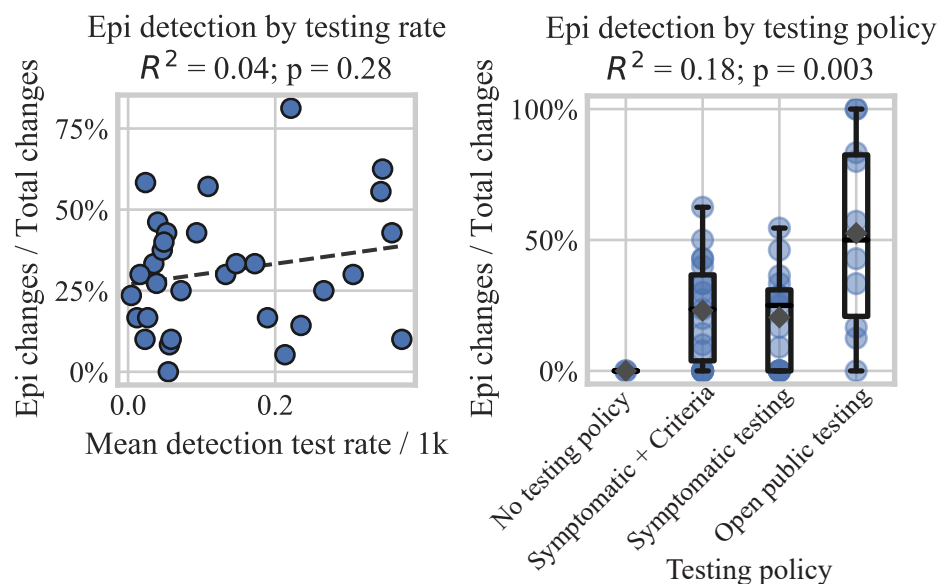 Epi detection by testing rate
R² = 0.04; p = 0.28
Epi changes / Total changes
75%
50%
25%
0%
0.0
0.2
Mean detection test rate / 1k
Epi detection by testing policy
R² = 0.18; p = 0.003
Epi changes / Total changes
100%
50%
0%
No testing policy
Symptomatic + Criteria
Symptomatic testing
Open public testing
Testing policy